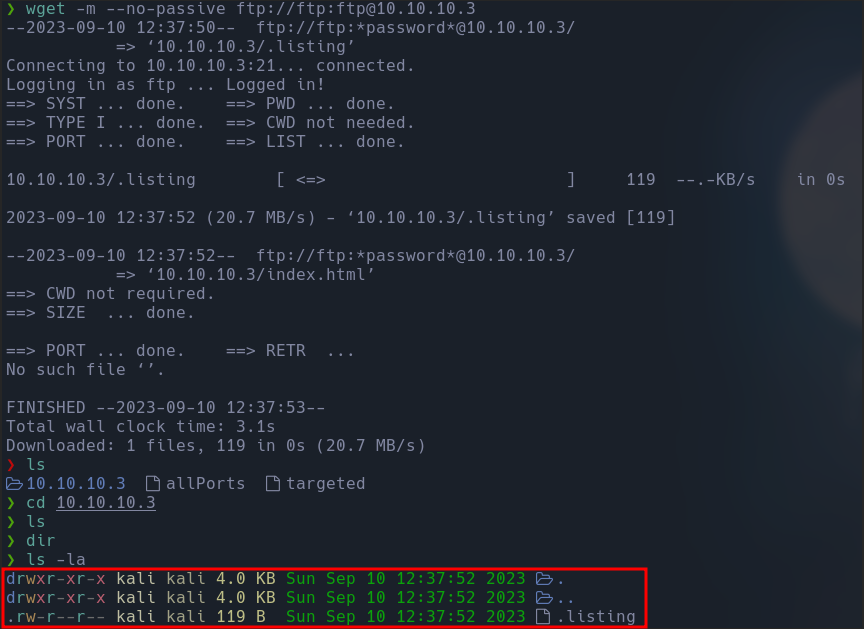 ❯ wget -m --no-passive ftp://ftp:ftp@10.10.10.3
--2023-09-10 12:37:50--  ftp://ftp:*password*@10.10.10.3/
           => ‘10.10.10.3/.listing’
Connecting to 10.10.10.3:21... connected.
Logging in as ftp ... Logged in!
==> SYST ... done.    ==> PWD ... done.
==> TYPE I ... done.  ==> CWD not needed.
==> PORT ... done.    ==> LIST ... done.
10.10.10.3/.listing        [ <=>                        ]     119  --.-KB/s    in 0s
2023-09-10 12:37:52 (20.7 MB/s) - ‘10.10.10.3/.listing’ saved [119]
--2023-09-10 12:37:52--  ftp://ftp:*password*@10.10.10.3/
           => ‘10.10.10.3/index.html’
==> CWD not required.
==> SIZE  ... done.
==> PORT ... done.    ==> RETR  ...
No such file ‘’.
FINISHED --2023-09-10 12:37:53--
Total wall clock time: 3.1s
Downloaded: 1 files, 119 in 0s (20.7 MB/s)
❯ ls
10.10.10.3  allPorts  targeted
❯ cd 10.10.10.3
❯ ls
❯ dir
❯ ls -la
drwxr-xr-x kali kali 4.0 KB Sun Sep 10 12:37:52 2023 .
drwxr-xr-x kali kali 4.0 KB Sun Sep 10 12:37:52 2023 ..
.rw-r--r-- kali kali 119 B  Sun Sep 10 12:37:52 2023 .listing